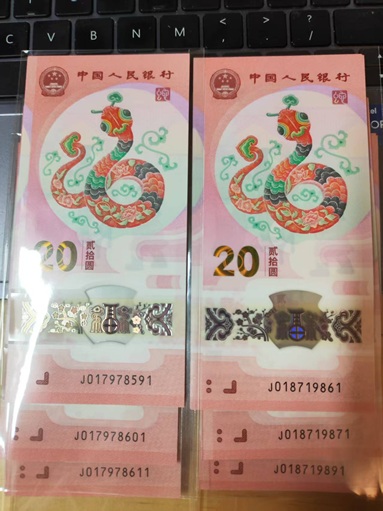 C V B N M < , > . ? /
中国人民银行
20
贰拾圆
J017978591
J017978601
J017978611
中国人民银行
20
贰拾圆
J018719861
J018719871
J018719891